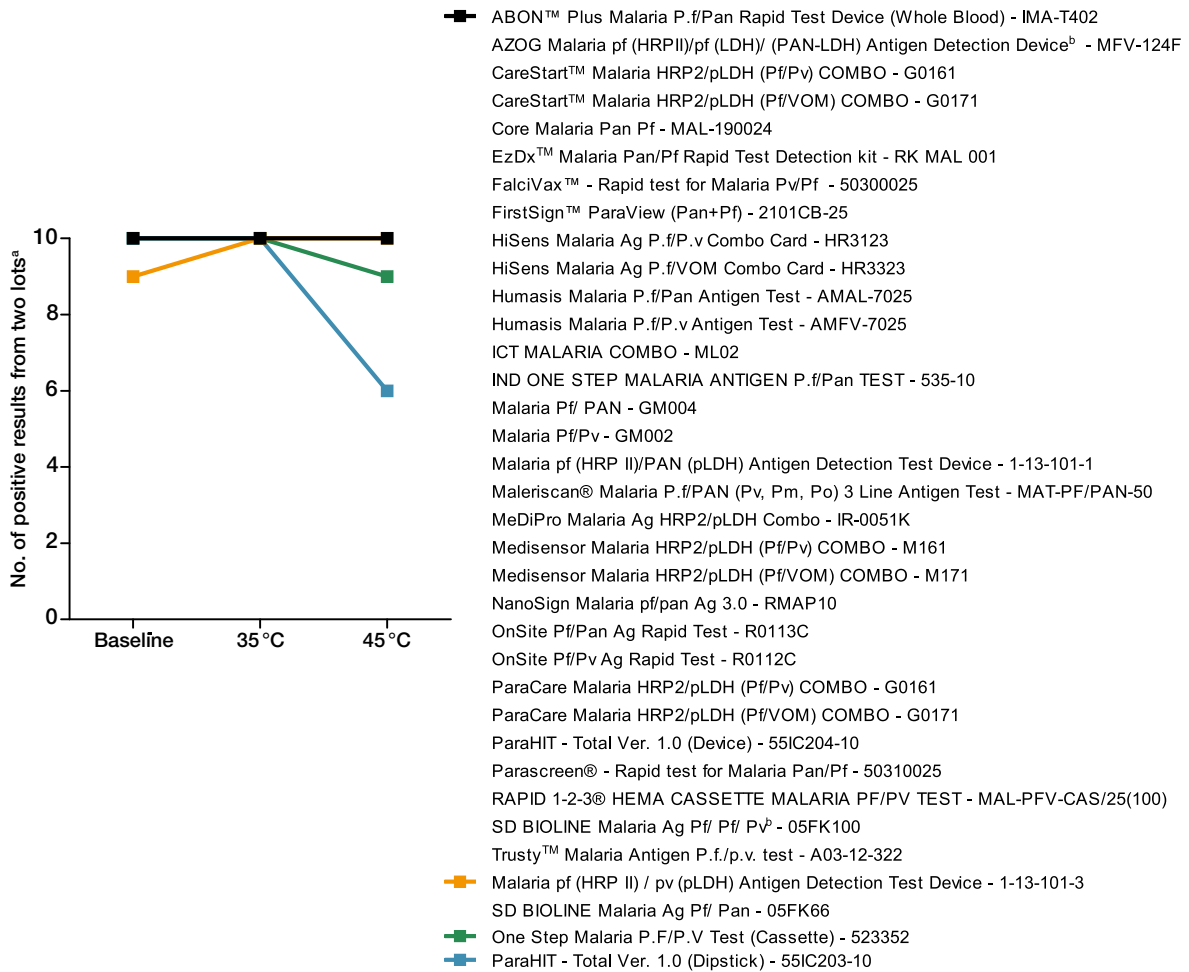 ABON™ Plus Malaria P.f/Pan Rapid Test Device (Whole Blood) - IMA-T402
AZOG Malaria pf (HRPII)/pf (LDH)/ (PAN-LDH) Antigen Detection Deviceᵇ - MFV-124F
CareStart™ Malaria HRP2/pLDH (Pf/Pv) COMBO - G0161
CareStart™ Malaria HRP2/pLDH (Pf/VOM) COMBO - G0171
Core Malaria Pan Pf - MAL-190024
EzDx™ Malaria Pan/Pf Rapid Test Detection kit - RK MAL 001
FalciVax™ - Rapid test for Malaria Pv/Pf - 50300025
FirstSign™ ParaView (Pan+Pf) - 2101CB-25
HiSens Malaria Ag P.f/P.v Combo Card - HR3123
HiSens Malaria Ag P.f/VOM Combo Card - HR3323
Humasis Malaria P.f/Pan Antigen Test - AMAL-7025
Humasis Malaria P.f/P.v Antigen Test - AMFV-7025
ICT MALARIA COMBO - ML02
IND ONE STEP MALARIA ANTIGEN P.f/Pan TEST - 535-10
Malaria Pf/ PAN - GM004
Malaria Pf/Pv - GM002
Malaria pf (HRP II)/PAN (pLDH) Antigen Detection Test Device - 1-13-101-1
Maleriscan® Malaria P.f/PAN (Pv, Pm, Po) 3 Line Antigen Test - MAT-PF/PAN-50
MeDiPro Malaria Ag HRP2/pLDH Combo - IR-0051K
Medisensor Malaria HRP2/pLDH (Pf/Pv) COMBO - M161
Medisensor Malaria HRP2/pLDH (Pf/VOM) COMBO - M171
NanoSign Malaria pf/pan Ag 3.0 - RMAP10
OnSite Pf/Pan Ag Rapid Test - R0113C
OnSite Pf/Pv Ag Rapid Test - R0112C
ParaCare Malaria HRP2/pLDH (Pf/Pv) COMBO - G0161
ParaCare Malaria HRP2/pLDH (Pf/VOM) COMBO - G0171
ParaHIT - Total Ver. 1.0 (Device) - 55IC204-10
Parascreen® - Rapid test for Malaria Pan/Pf - 50310025
RAPID 1-2-3® HEMA CASSETTE MALARIA PF/PV TEST - MAL-PFV-CAS/25(100)
SD BIOLINE Malaria Ag Pf/ Pf/ Pvᵇ - 05FK100
Trusty™ Malaria Antigen P.f./p.v. test - A03-12-322
Malaria pf (HRP II) / pv (pLDH) Antigen Detection Test Device - 1-13-101-3
SD BIOLINE Malaria Ag Pf/ Pan - 05FK66
One Step Malaria P.F/P.V Test (Cassette) - 523352
ParaHIT - Total Ver. 1.0 (Dipstick) - 55IC203-10
No. of positive results from two lotsᵃ
10
8
6
4
2
0
Baseline 35°C 45°C